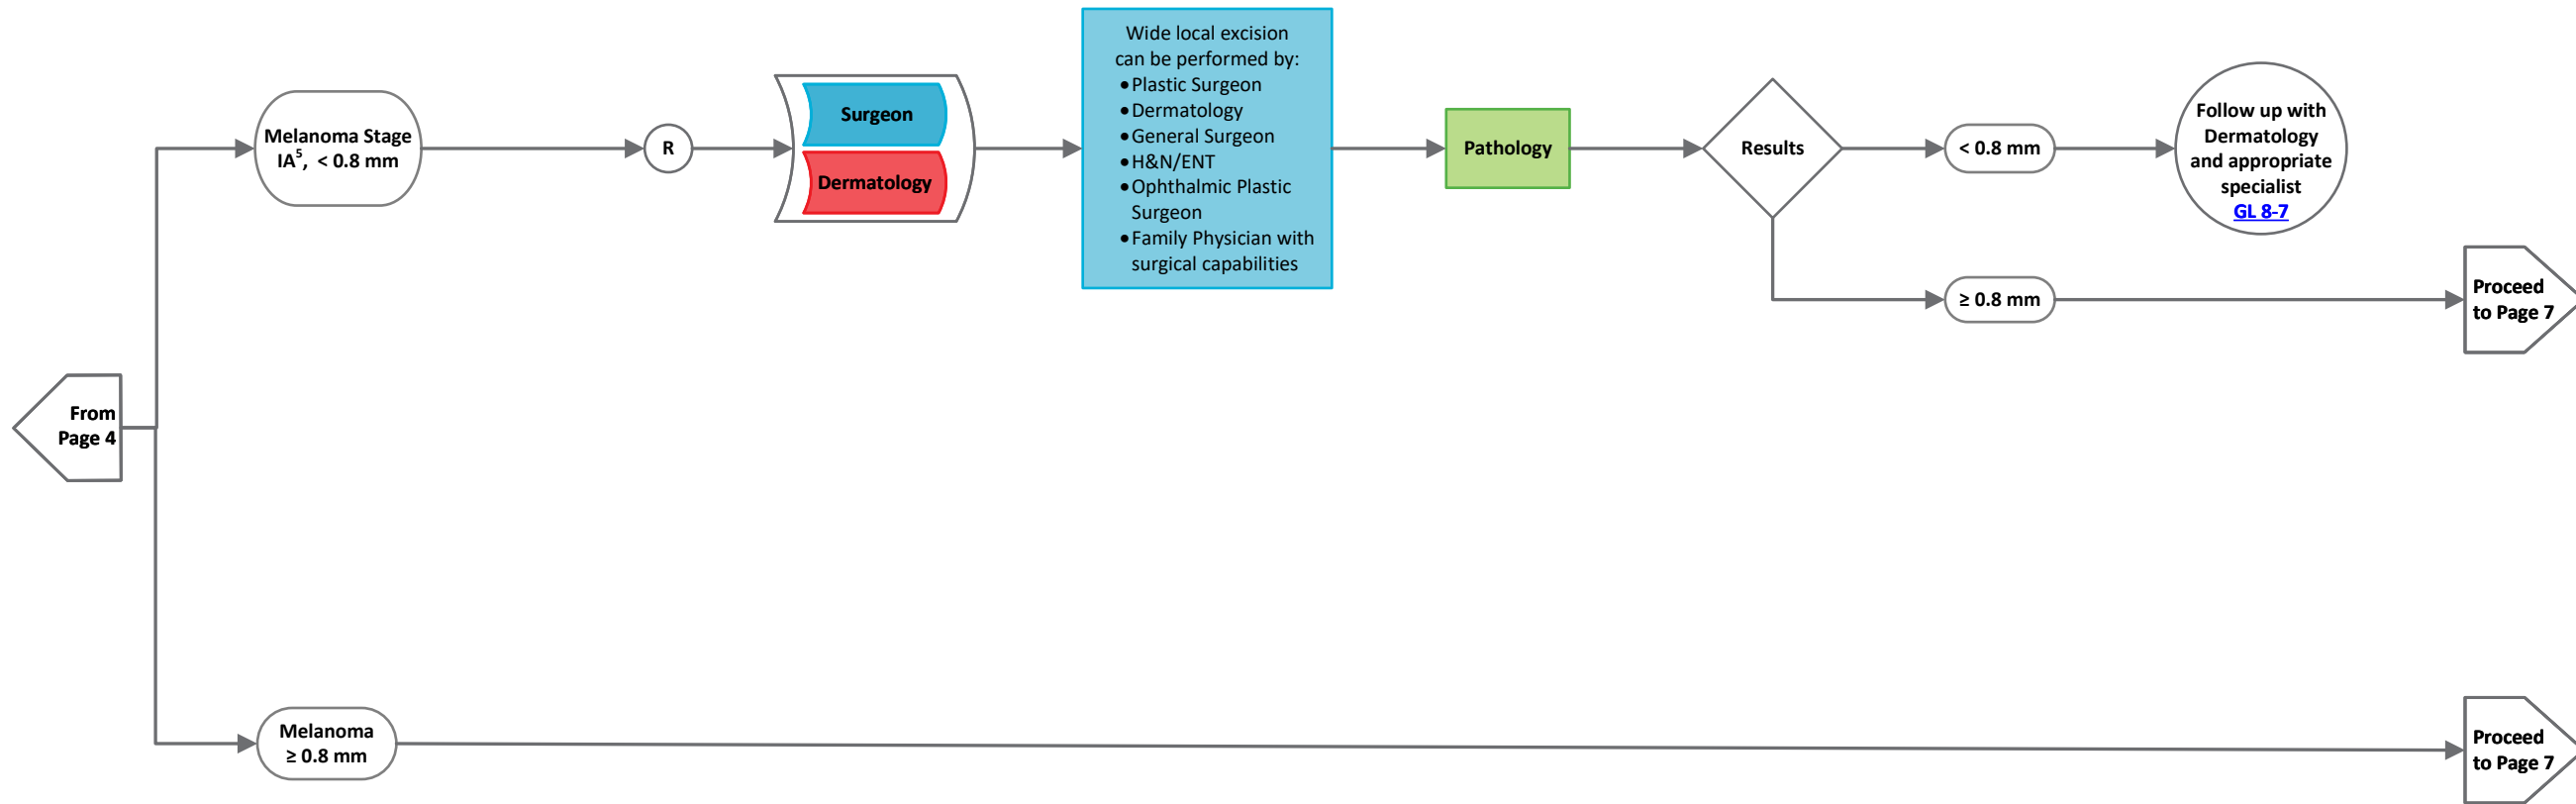 From
Page 4
Melanoma Stage
IA⁵, < 0.8 mm
R
Surgeon
Dermatology
Wide local excision
can be performed by:
•Plastic Surgeon
•Dermatology
•General Surgeon
•H&N/ENT
•Ophthalmic Plastic
Surgeon
•Family Physician with
surgical capabilities
Pathology
Results
< 0.8 mm
Follow up with
Dermatology
and appropriate
specialist
GL 8-7
≥ 0.8 mm
Proceed
to Page 7
Melanoma
≥ 0.8 mm
Proceed
to Page 7